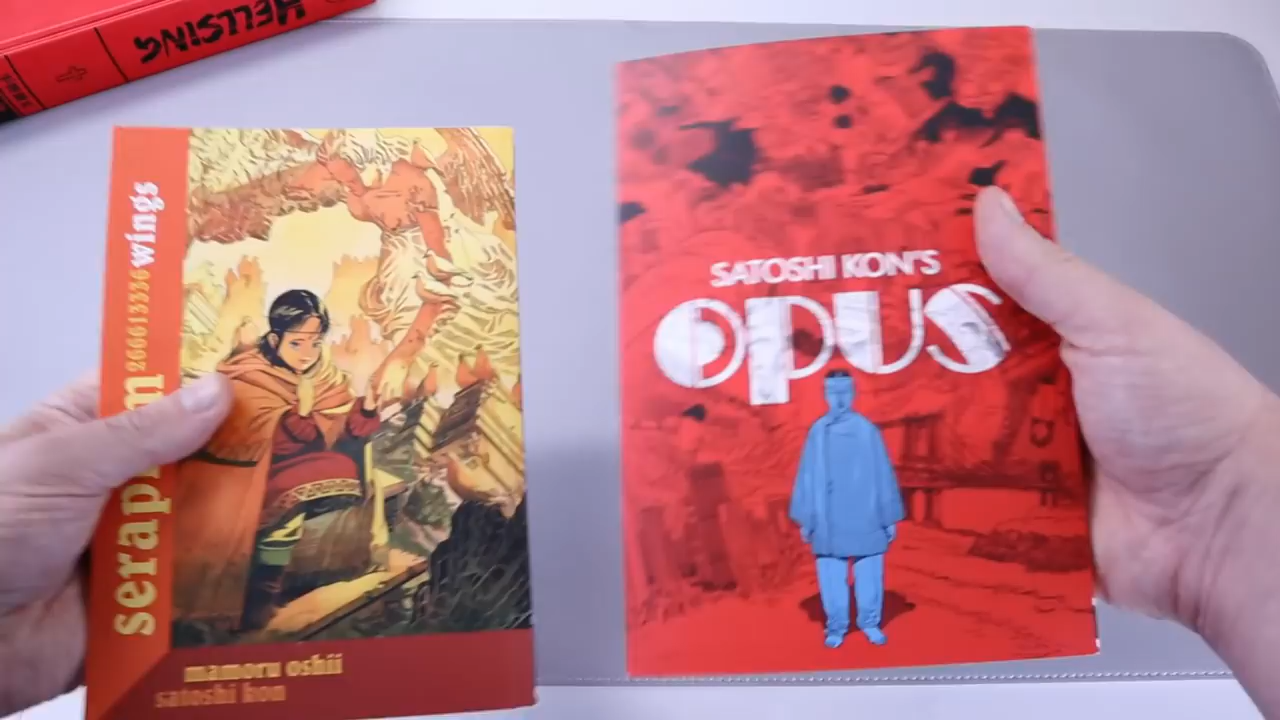 HELLSING
seraphim
266613336
wings
mamoru oshii
satoshi kon
SATOSHI KON'S
OPUS